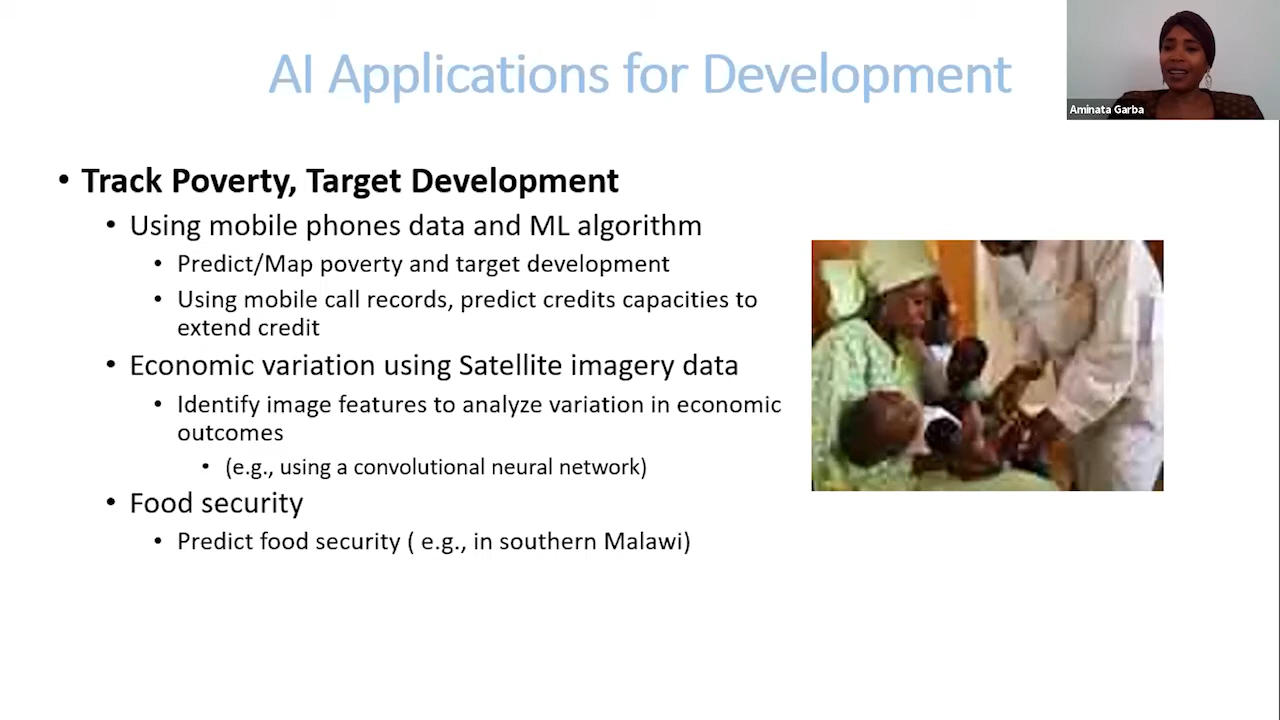 AI Applications for Development
Aminata Garba
• Track Poverty, Target Development
• Using mobile phones data and ML algorithm
• Predict/Map poverty and target development
• Using mobile call records, predict credits capacities to
extend credit
• Economic variation using Satellite imagery data
• Identify image features to analyze variation in economic
outcomes
• (e.g., using a convolutional neural network)
• Food security
• Predict food security ( e.g., in southern Malawi)